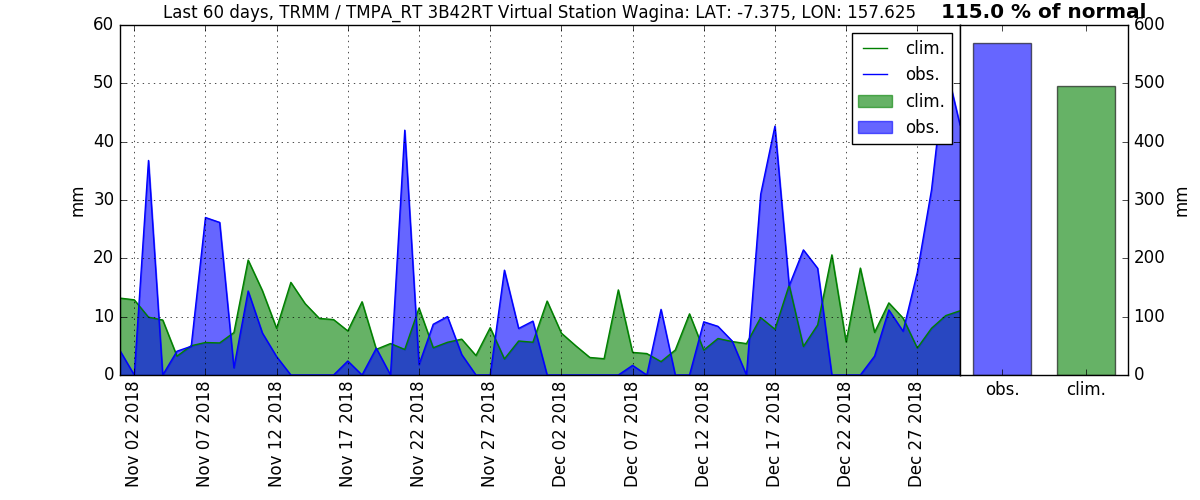 Last 60 days, TRMM / TMPA_RT 3B42RT Virtual Station Wagina: LAT: -7.375, LON: 157.625
115.0 % of normal
60
50
40
30
20
10
0
mm
clim.
obs.
clim.
obs.
Nov 02 2018
Nov 07 2018
Nov 12 2018
Nov 17 2018
Nov 22 2018
Nov 27 2018
Dec 02 2018
Dec 07 2018
Dec 12 2018
Dec 17 2018
Dec 22 2018
Dec 27 2018
600
500
400
300
200
100
0
mm
obs.
clim.